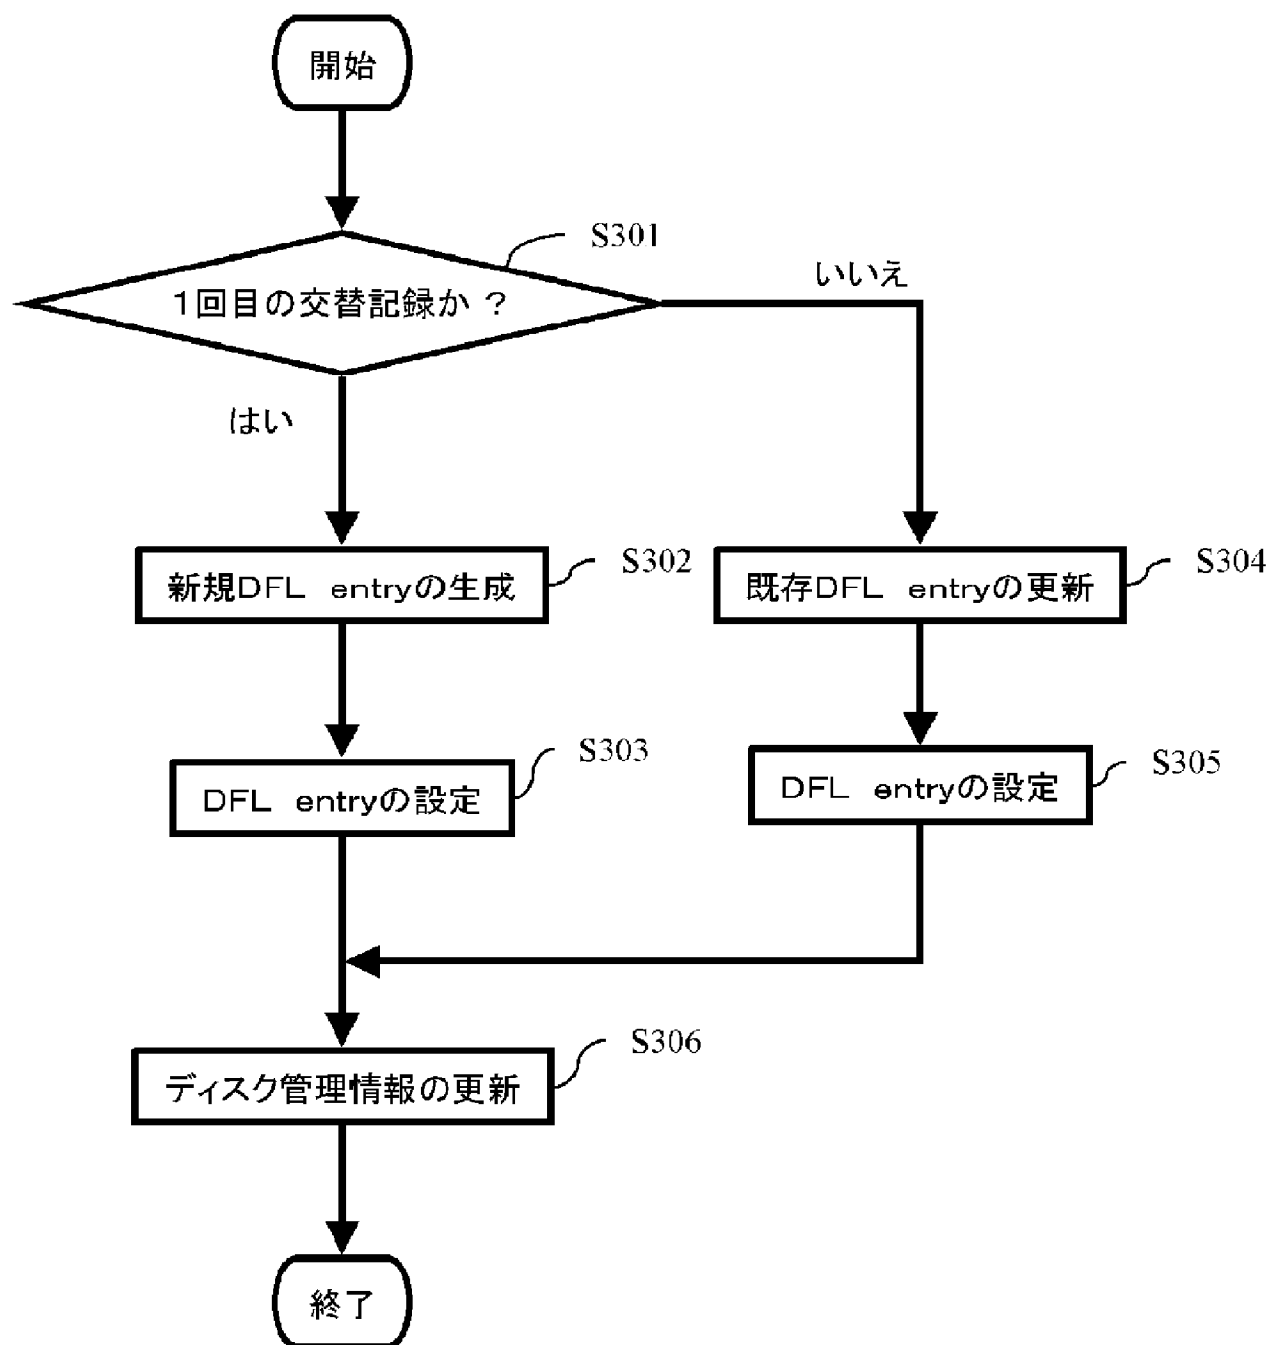 開始
S301
1回目の交替記録か ?
いいえ
はい
新規DFL entryの生成
S302
既存DFL entryの更新
S304
DFL entryの設定
S303
DFL entryの設定
S305
ディスク管理情報の更新
S306
終了